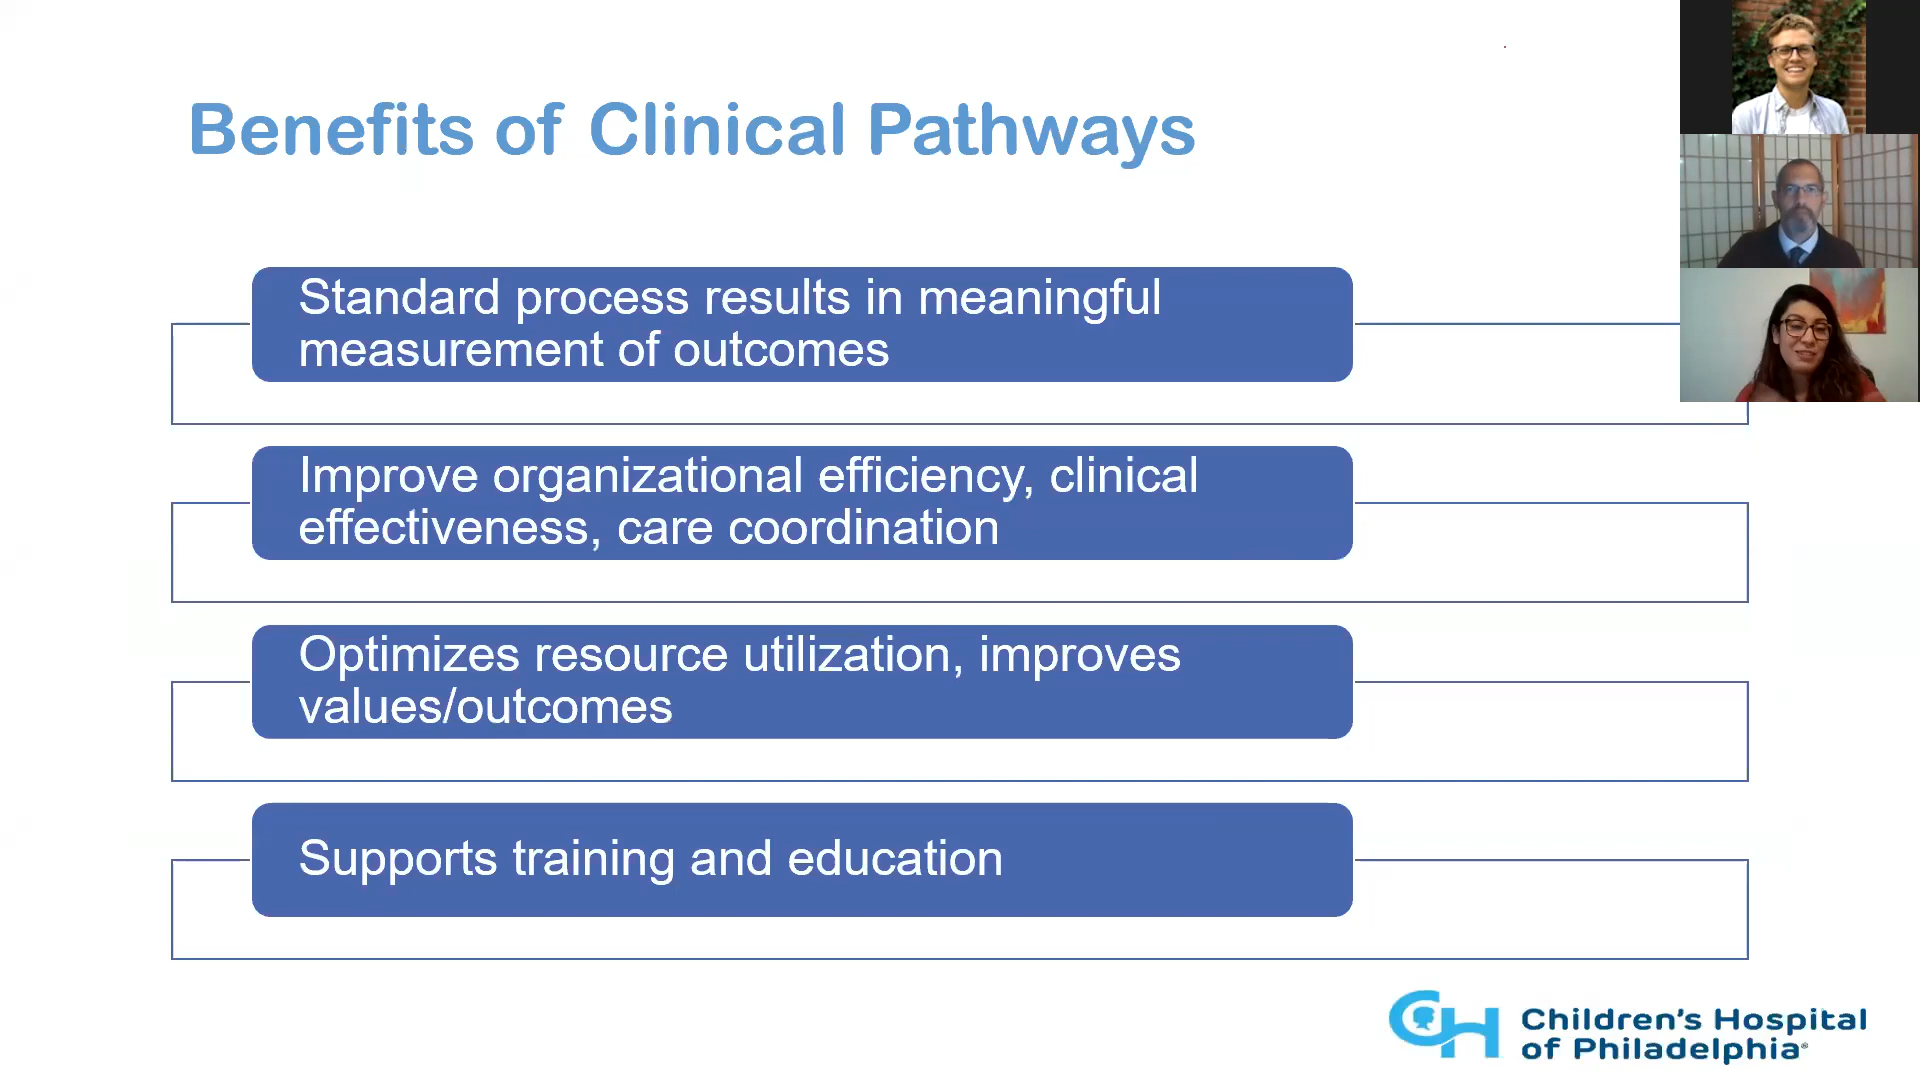 Benefits of Clinical Pathways
Standard process results in meaningful
measurement of outcomes
Improve organizational efficiency, clinical
effectiveness, care coordination
Optimizes resource utilization, improves
values/outcomes
Supports training and education
CH Children's Hospital
of Philadelphia®